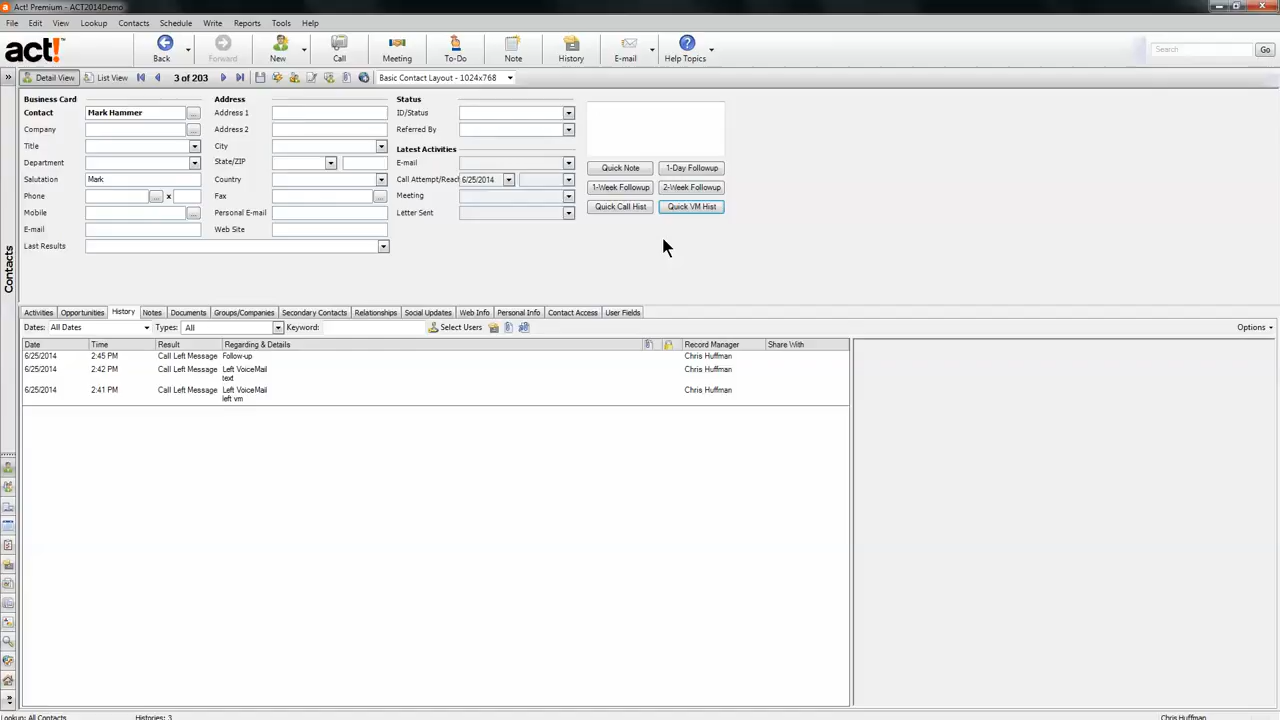 Act! Premium - ACT2014Demo
File Edit View Lookup Contacts Schedule Write Reports Tools Help
act!™ Back Forward New Call Meeting To-Do Note History E-mail Help Topics Search Go
» Detail View List View 3 of 203 Basic Contact Layout - 1024x768
Business Card Address Status
Contact Mark Hammer ... Address 1 ID/Status
Company ... Address 2 Referred By
Title City Latest Activities
Department State/ZIP E-mail Quick Note 1-Day Followup
Salutation Mark Country Call Attempt/Reach 6/25/2014 1-Week Followup 2-Week Followup
Phone ... x Fax ... Meeting
Mobile ... Personal E-mail Letter Sent Quick Call Hist Quick VM Hist
E-mail Web Site
Last Results
Contacts
Activities Opportunities History Notes Documents Groups/Companies Secondary Contacts Relationships Social Updates Web Info Personal Info Contact Access User Fields
Dates: All Dates Types: All Keyword: Select Users Options
Date Time Result Regarding & Details Record Manager Share With
6/25/2014 2:45 PM Call Left Message Follow-up Chris Huffman
6/25/2014 2:42 PM Call Left Message Left VoiceMail Chris Huffman
text
6/25/2014 2:41 PM Call Left Message Left VoiceMail Chris Huffman
left vm
»
Lookup: All Contacts Histories: 3 Chris Huffman